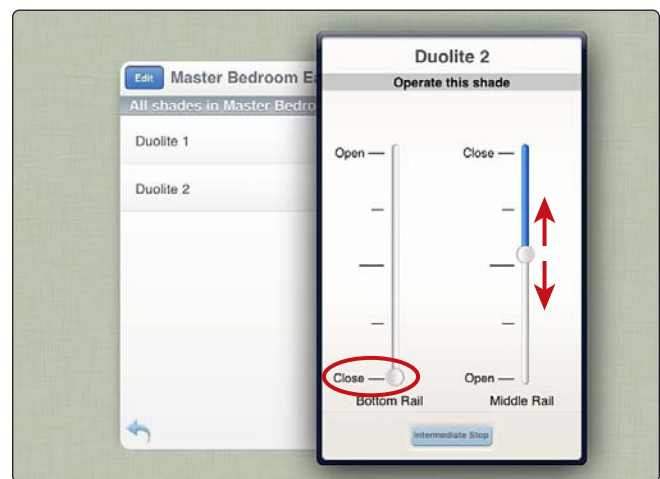 Duolite 2
Edit Master Bedroom Ea
Operate this shade
All shades in Master Bedro
Duolite 1
Duolite 2
Open Close
Close Open
Bottom Rail Middle Rail
Intermediate Stop